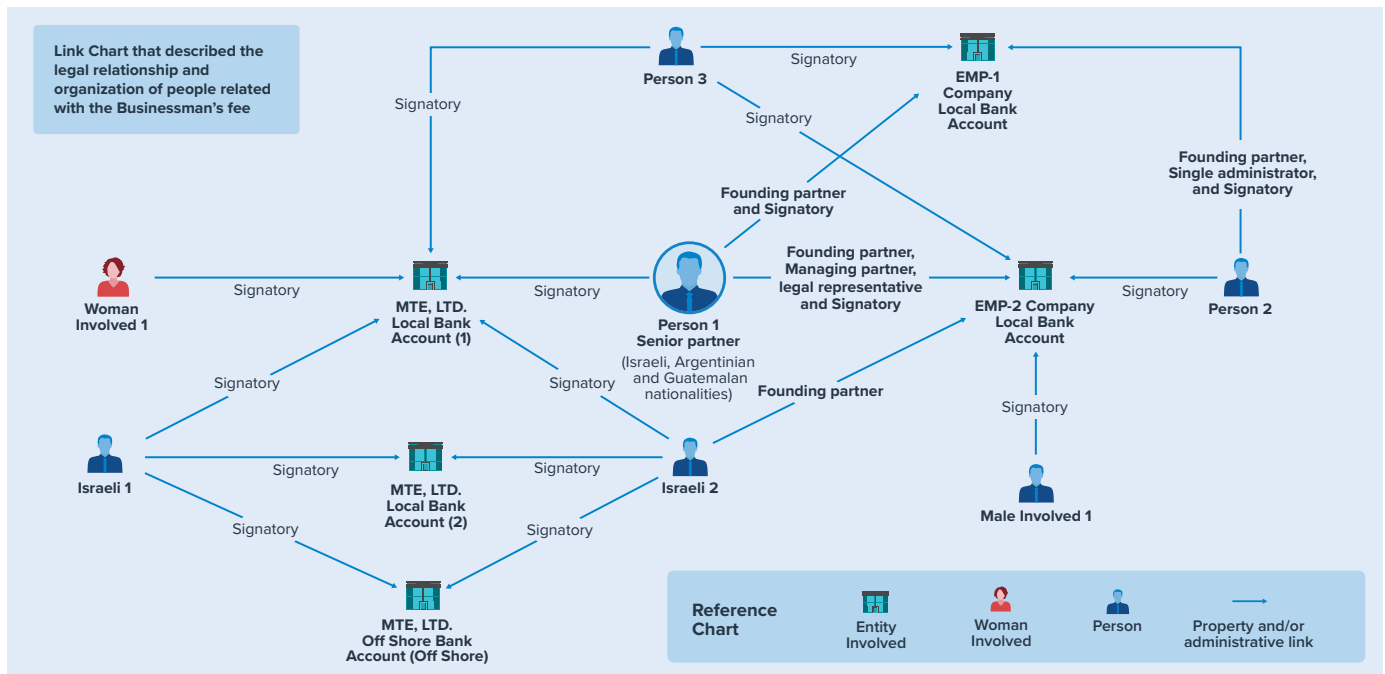 Link Chart that described the
legal relationship and
organization of people related
with the Businessman's fee
Person 3
Signatory
EMP-1
Company
Local Bank
Account
Signatory
Signatory
Founding partner,
Single administrator,
and Signatory
Founding partner
and Signatory
Founding partner,
Managing partner,
legal representative
and Signatory
Woman
Involved 1
Signatory
MTE, LTD.
Local Bank
Account (1)
Signatory
Person 1
Senior partner
(Israeli, Argentinian
and Guatemalan
nationalities)
EMP-2 Company
Local Bank
Account
Signatory
Person 2
Signatory
Signatory
Founding partner
Signatory
Israeli 1
Signatory
MTE, LTD.
Local Bank
Account (2)
Signatory
Israeli 2
Male Involved 1
Signatory
Signatory
MTE, LTD.
Off Shore Bank
Account (Off Shore)
Reference
Chart
Entity
Involved
Woman
Involved
Person
Property and/or
administrative link